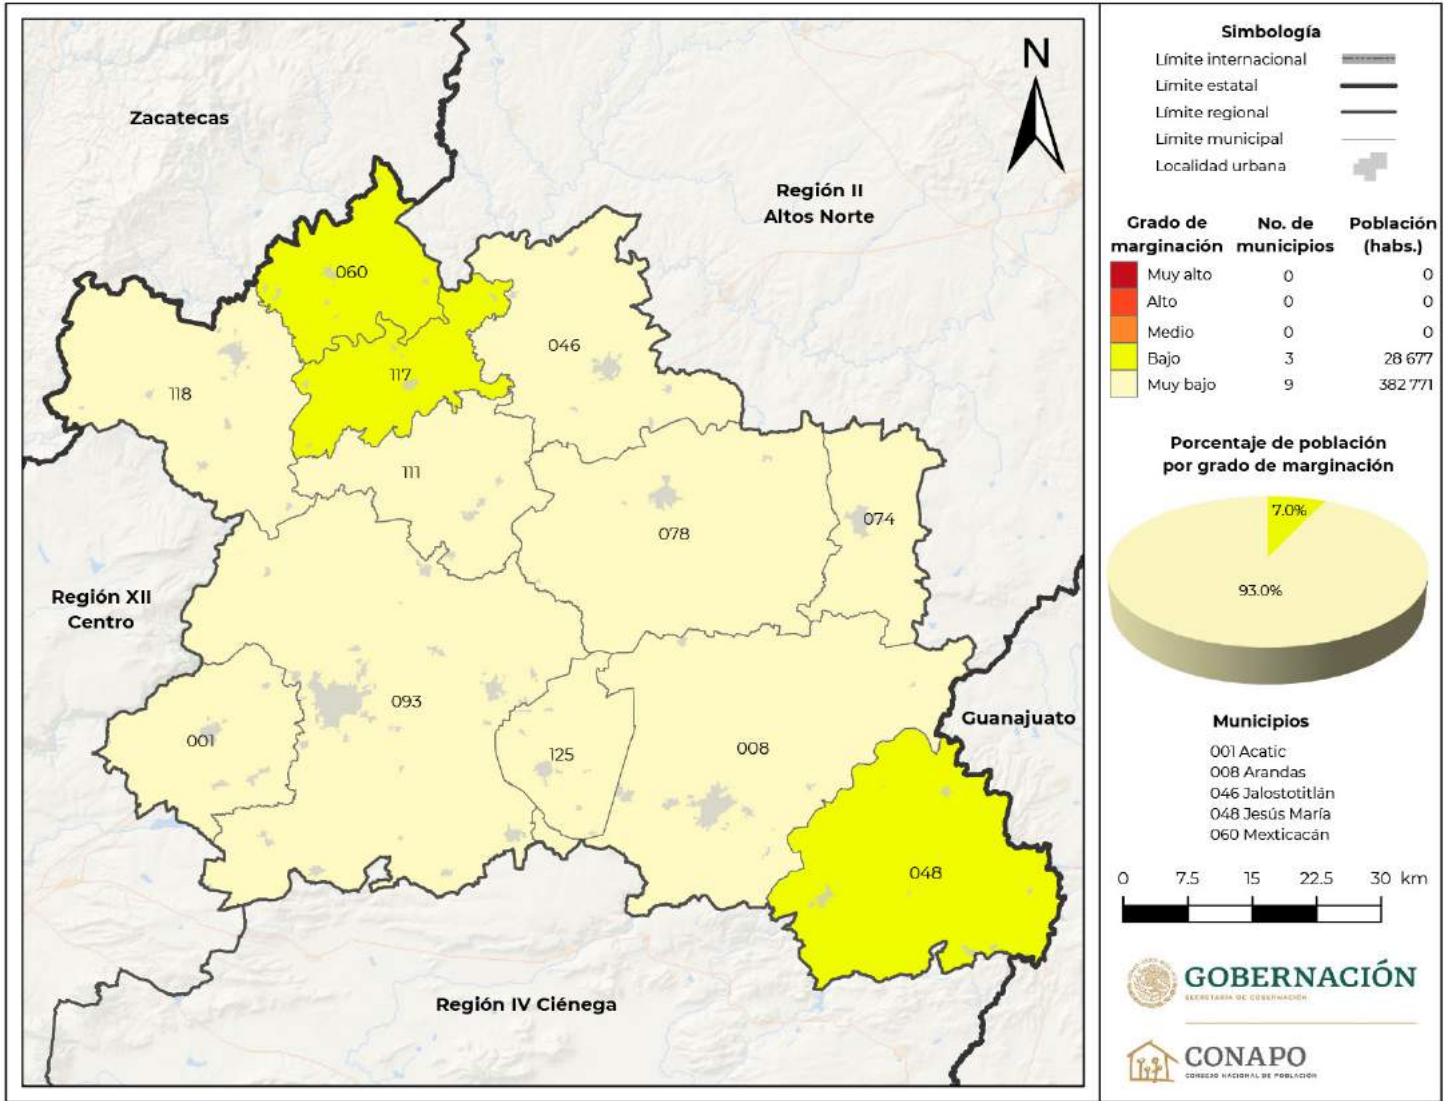 Zacatecas
N
Región II
Altos Norte
060
046
117
118
111
078
074
Región XII
Centro
093
Guanajuato
001
125
008
048
Región IV Ciénega
Simbología
Límite internacional
Límite estatal
Límite regional
Límite municipal
Localidad urbana
Grado de marginación No. de municipios Población (habs.)
Muy alto 0 0
Alto 0 0
Medio 0 0
Bajo 3 28 677
Muy bajo 9 382 771
Porcentaje de población
por grado de marginación
7.0%
93.0%
Municipios
001 Acatic
008 Arandas
046 Jalostotitlán
048 Jesús María
060 Mexticacán
0 7.5 15 22.5 30 km
GOBERNACIÓN
SECRETARÍA DE GOBERNACIÓN
CONAPO
CONSEJO NACIONAL DE POBLACIÓN